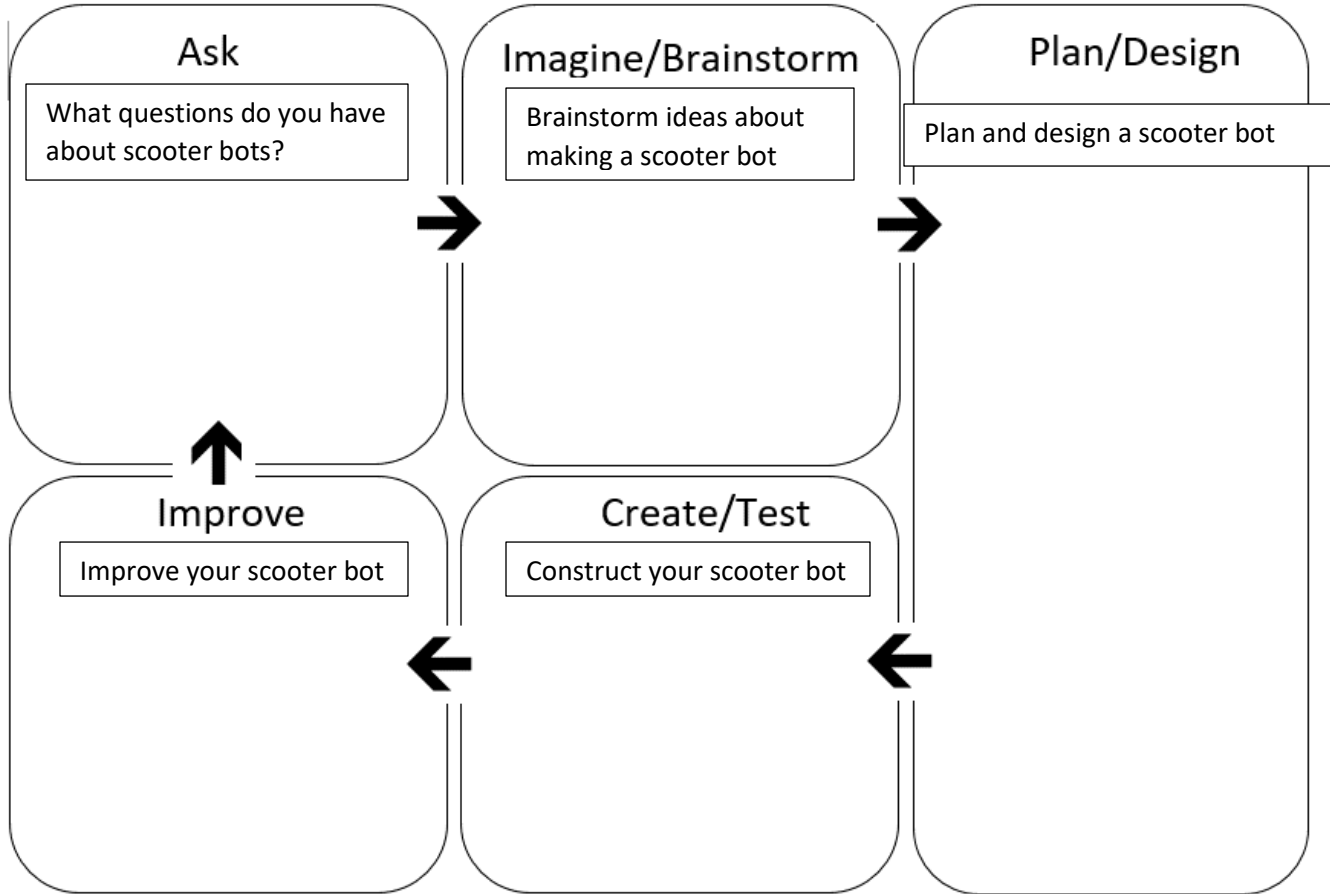 Ask
What questions do you have
about scooter bots?
Imagine/Brainstorm
Brainstorm ideas about
making a scooter bot
Plan/Design
Plan and design a scooter bot
Improve
Improve your scooter bot
Create/Test
Construct your scooter bot